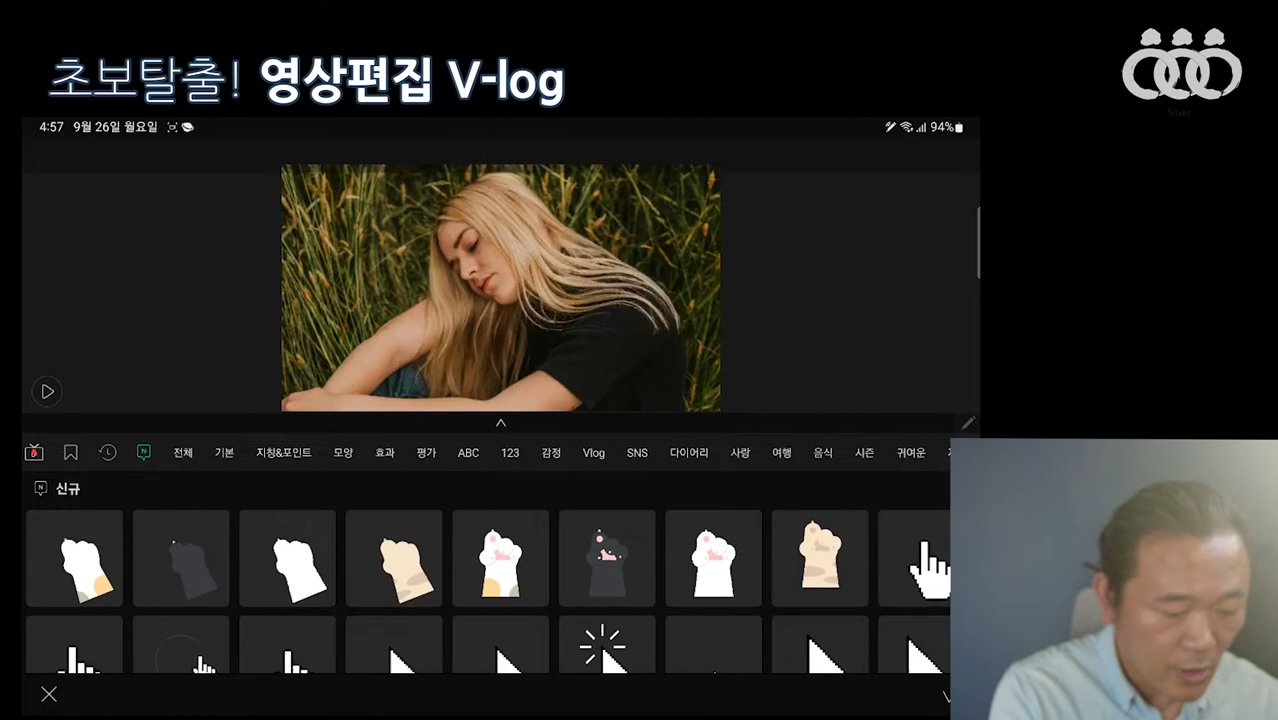 초보탈출! 영상편집 V-log
Silver
4:57 9월 26일 월요일
94%
N 전체 기본 지칭&포인트 모양 효과 평가 ABC 123 감정 Vlog SNS 다이어리 사랑 여행 음식 시즌 귀여운
N 신규